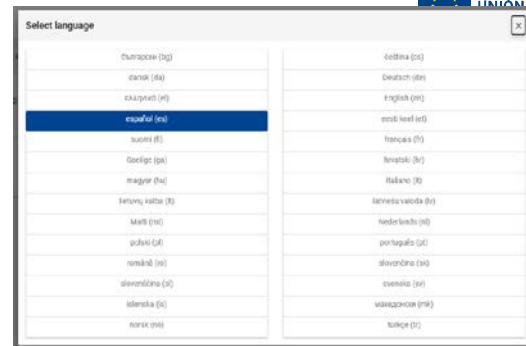 UNION
Select language
x
български (bg)
čeština (cs)
dansk (da)
Deutsch (de)
ελληνικά (el)
English (en)
español (es)
eesti keel (et)
suomi (fi)
français (fr)
Gaeilge (ga)
hrvatski (hr)
magyar (hu)
italiano (it)
lietuvių kalba (lt)
latviešu valoda (lv)
Malti (mt)
Nederlands (nl)
polski (pl)
português (pt)
română (ro)
slovenčina (sk)
slovenščina (sl)
svenska (sv)
íslenska (is)
македонски (mk)
norsk (no)
türkçe (tr)